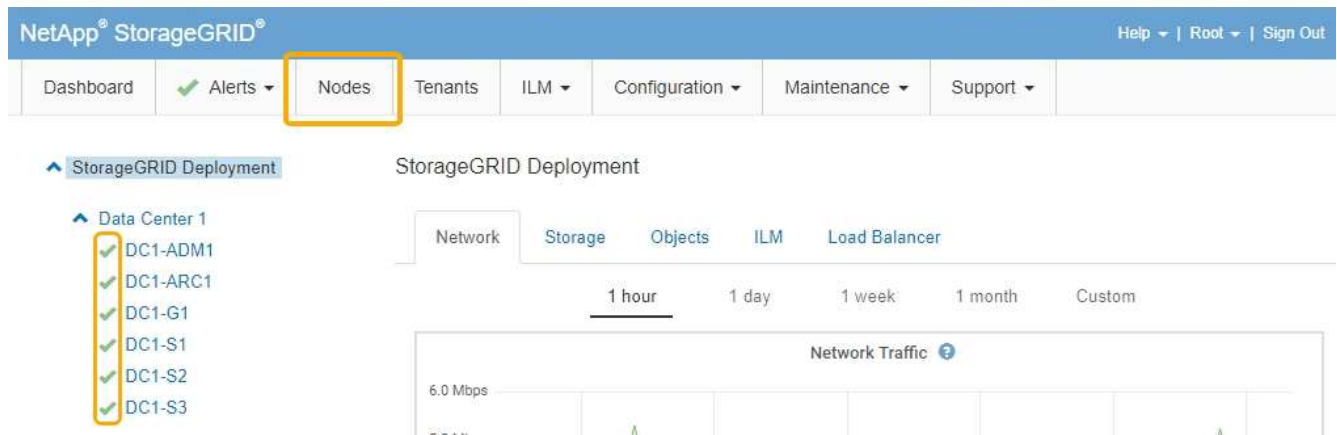 NetApp® StorageGRID®
Help | Root | Sign Out
Dashboard Alerts Nodes Tenants ILM Configuration Maintenance Support
StorageGRID Deployment
StorageGRID Deployment
Data Center 1
DC1-ADM1
DC1-ARC1
DC1-G1
DC1-S1
DC1-S2
DC1-S3
Network Storage Objects ILM Load Balancer
1 hour 1 day 1 week 1 month Custom
Network Traffic
6.0 Mbps